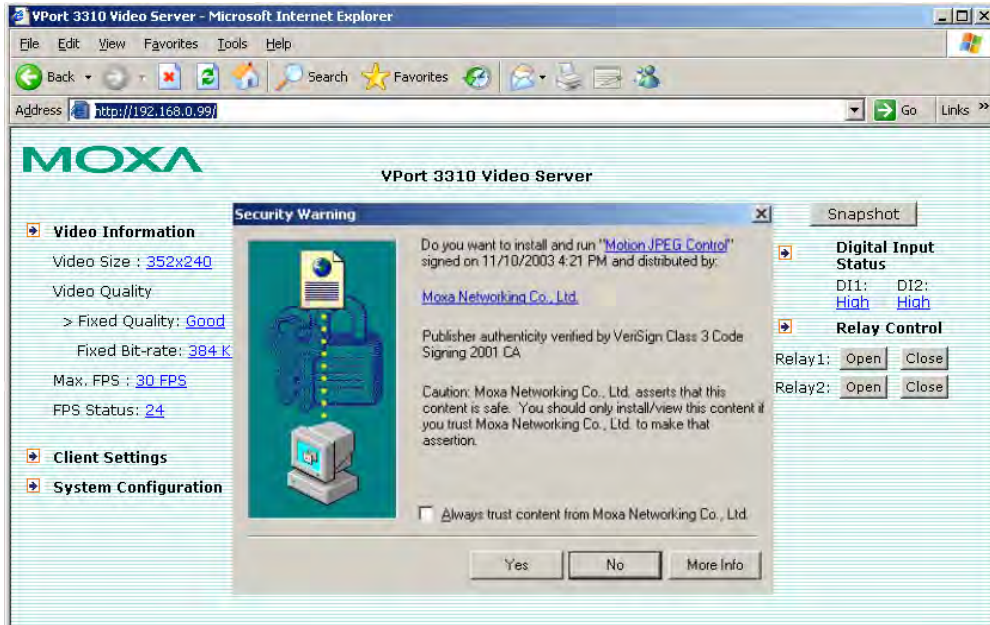 VPort 3310 Video Server - Microsoft Internet Explorer
File Edit View Favorites Tools Help
Back Search Favorites
Address http://192.168.0.99/ Go Links »
MOXA
VPort 3310 Video Server
Video Information
Video Size : 352x240
Video Quality
> Fixed Quality: Good
Fixed Bit-rate: 384 K
Max. FPS : 30 FPS
FPS Status: 24
Client Settings
System Configuration
Security Warning
Do you want to install and run "Motion JPEG Control"
signed on 11/10/2003 4:21 PM and distributed by:
Moxa Networking Co., Ltd.
Publisher authenticity verified by VeriSign Class 3 Code
Signing 2001 CA
Caution: Moxa Networking Co., Ltd. asserts that this
content is safe. You should only install/view this content if
you trust Moxa Networking Co., Ltd. to make that
assertion.
Always trust content from Moxa Networking Co., Ltd.
Yes No More Info
Snapshot
Digital Input
Status
DI1: DI2:
High High
Relay Control
Relay1: Open Close
Relay2: Open Close